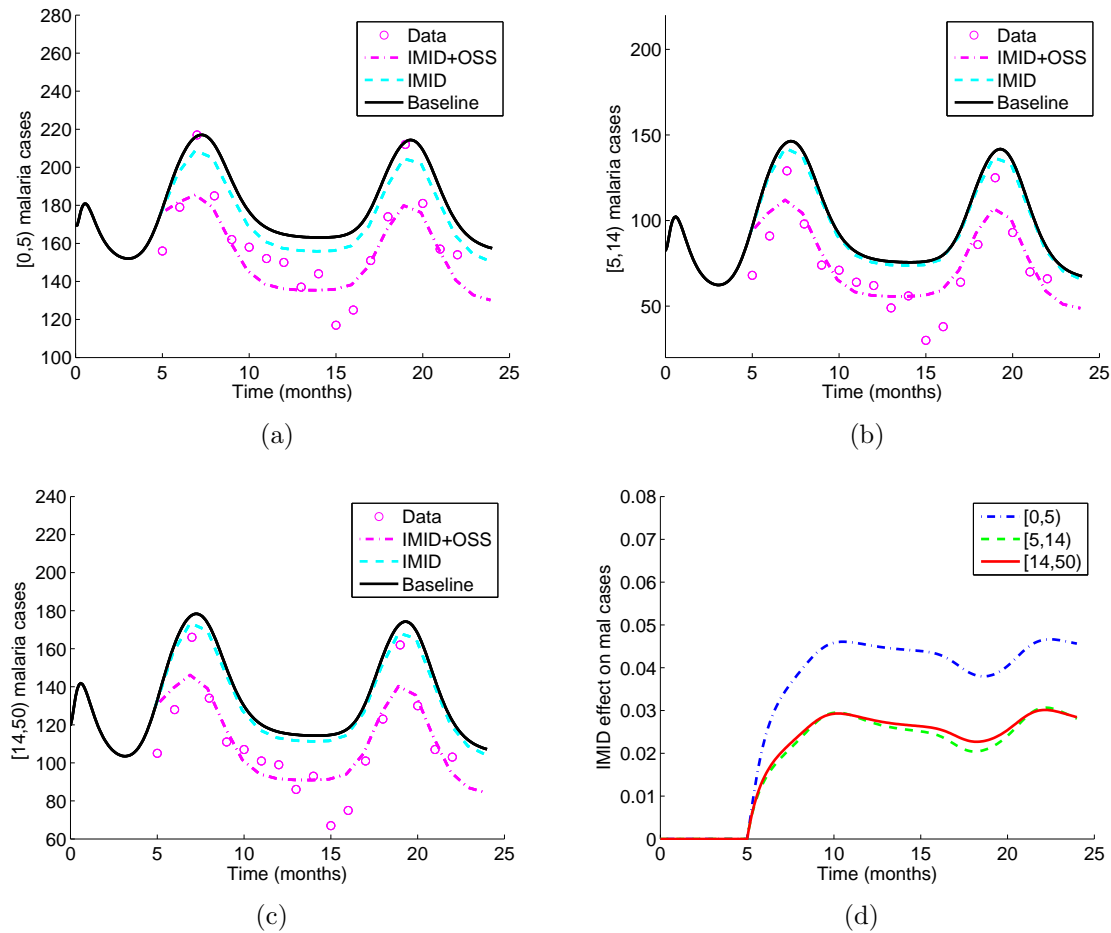 280
260
240
220
200
180
160
140
120
100
[0,5) malaria cases
0 5 10 15 20 25
Time (months)
Data
IMID+OSS
IMID
Baseline
(a)
200
150
100
50
[5,14) malaria cases
0 5 10 15 20 25
Time (months)
Data
IMID+OSS
IMID
Baseline
(b)
240
220
200
180
160
140
120
100
80
60
[14,50) malaria cases
0 5 10 15 20 25
Time (months)
Data
IMID+OSS
IMID
Baseline
(c)
0.08
0.07
0.06
0.05
0.04
0.03
0.02
0.01
0
IMID effect on mal cases
0 5 10 15 20 25
Time (months)
[0,5)
[5,14)
[14,50)
(d)